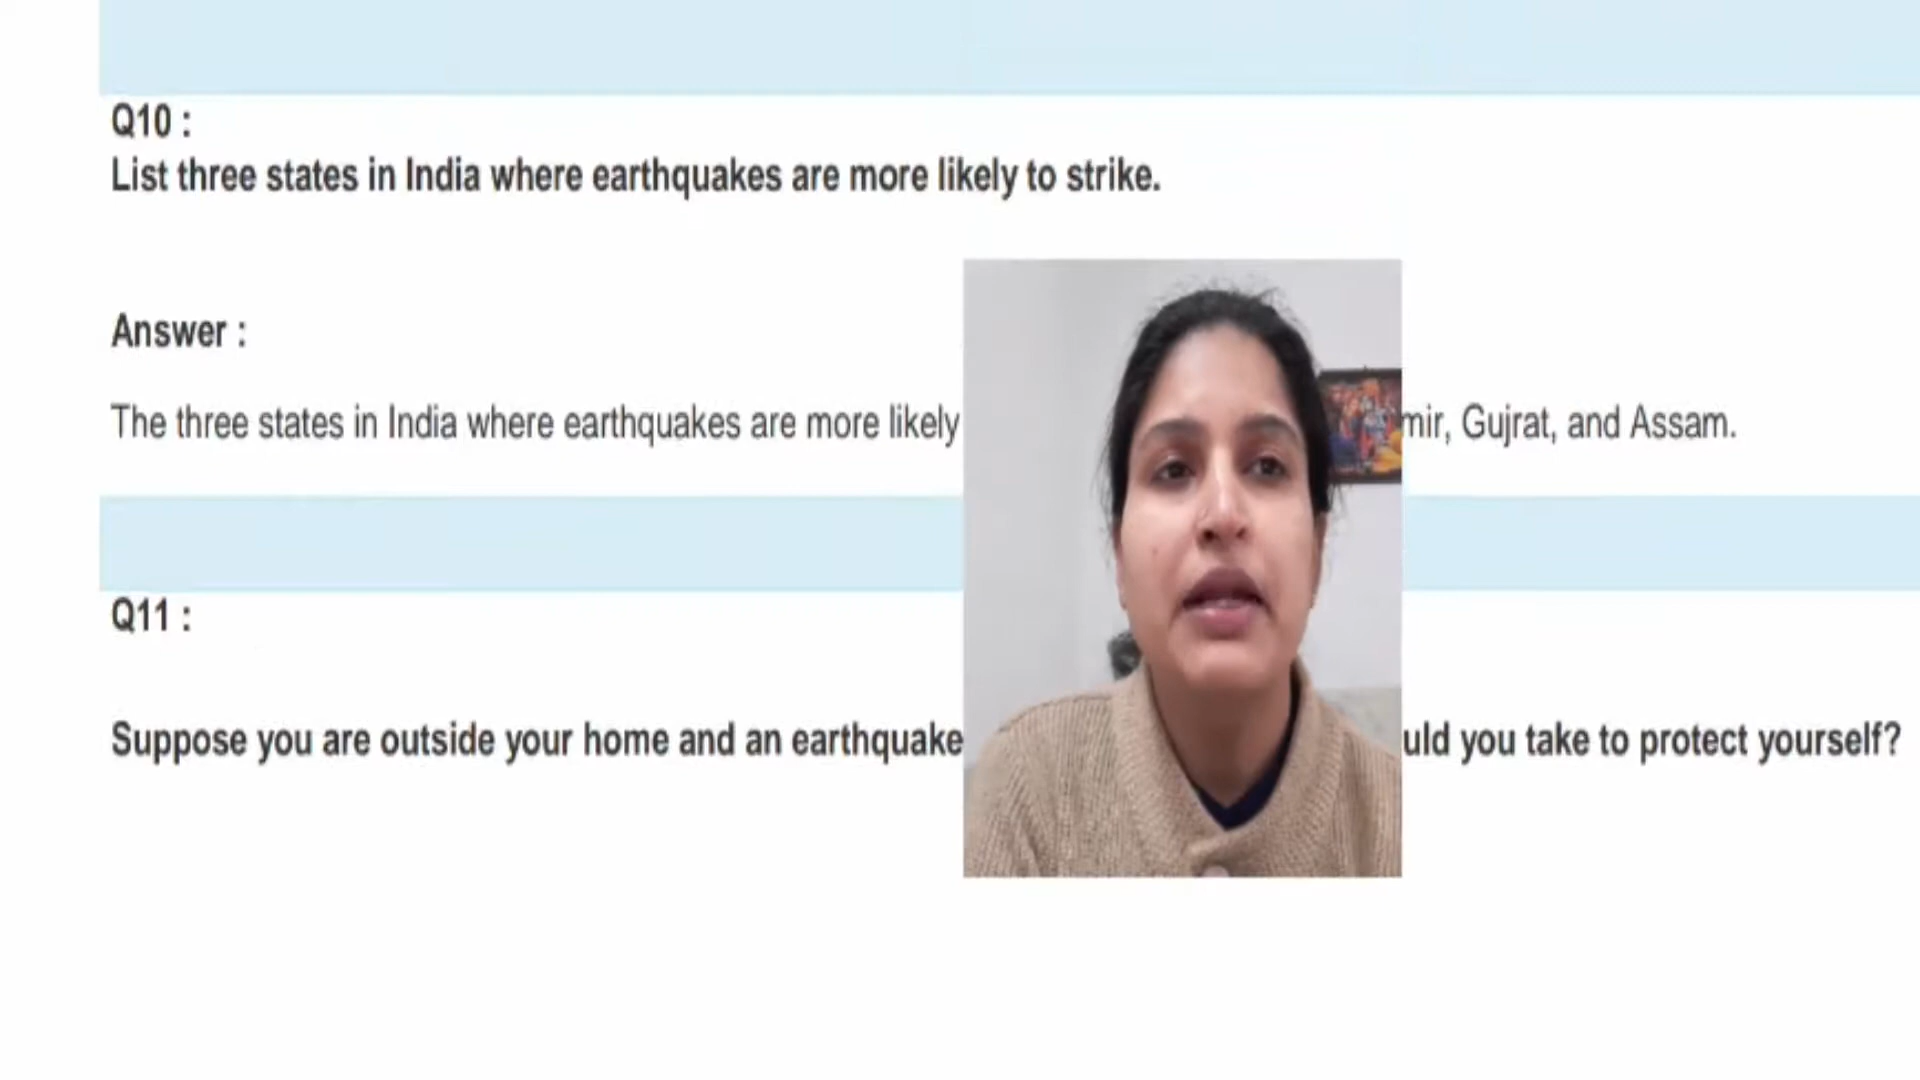 Q10 :
List three states in India where earthquakes are more likely to strike.
Answer :
The three states in India where earthquakes are more likely mir, Gujrat, and Assam.
Q11 :
Suppose you are outside your home and an earthquake uld you take to protect yourself?